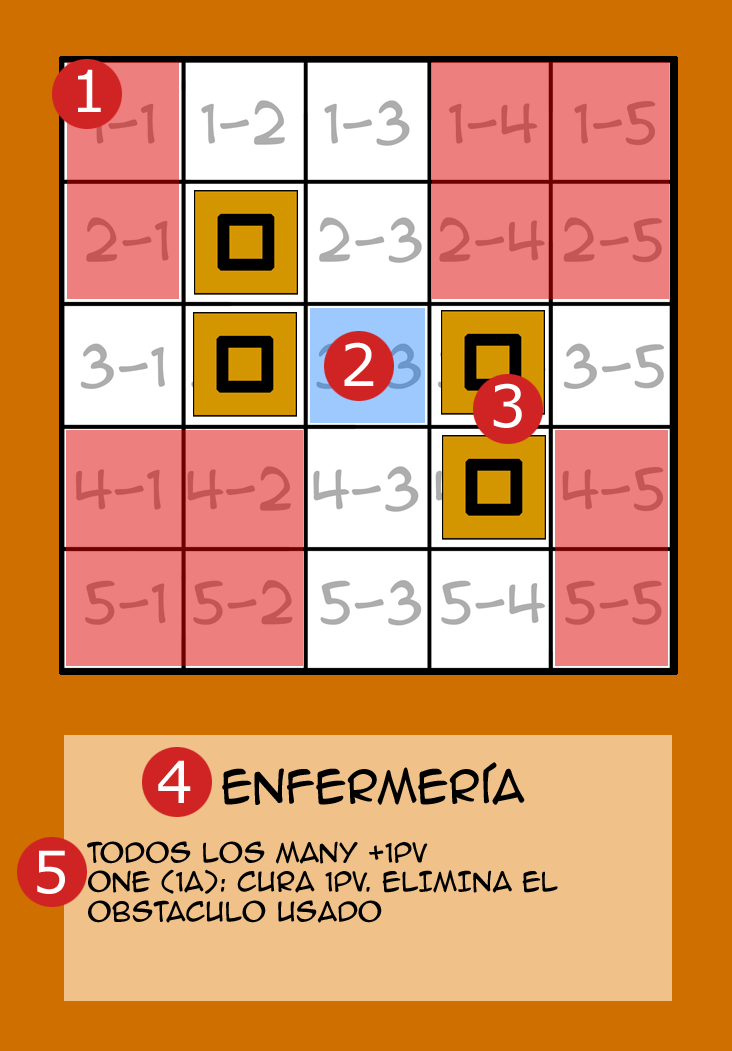 1
1-1 1-2 1-3 1-4 1-5
2-1 2-3 2-4 2-5
3-1 2 3 3-5
3
4-1 4-2 4-3 4-5
5-1 5-2 5-3 5-4 5-5
4 ENFERMERÍA
5 TODOS LOS MANY +1PV
ONE (1A): CURA 1PV. ELIMINA EL
OBSTACULO USADO